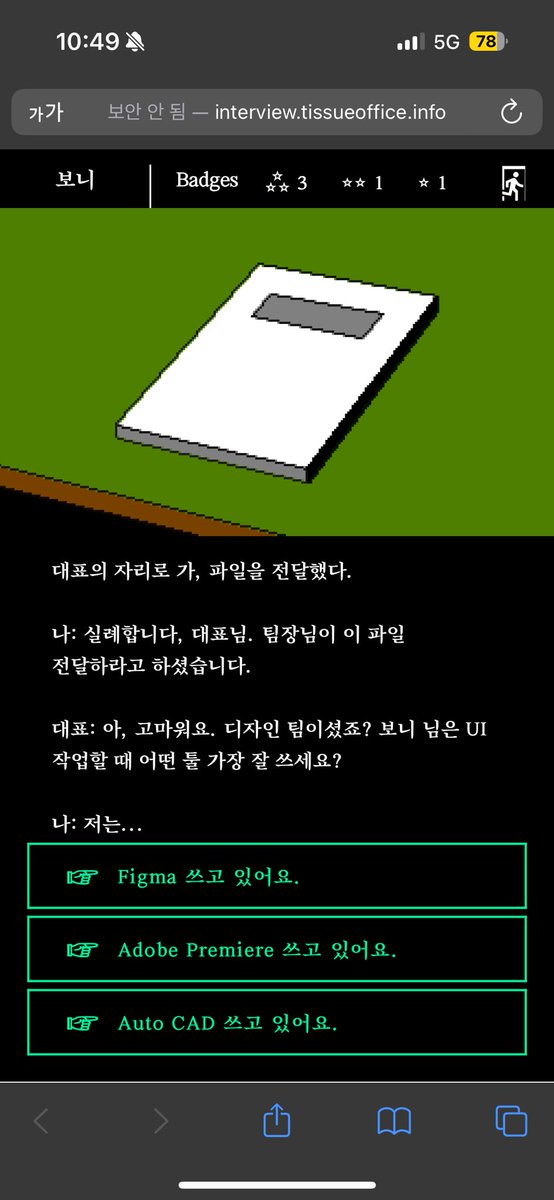 10:49
5G 78
가가 보안 안 됨 — interview.tissueoffice.info
보니 Badges ☆☆☆ 3 ☆☆ 1 ☆ 1
대표의 자리로 가, 파일을 전달했다.
나: 실례합니다, 대표님. 팀장님이 이 파일
전달하라고 하셨습니다.
대표: 아, 고마워요. 디자인 팀이셨죠? 보니 님은 UI
작업할 때 어떤 툴 가장 잘 쓰세요?
나: 저는...
☞ Figma 쓰고 있어요.
☞ Adobe Premiere 쓰고 있어요.
☞ Auto CAD 쓰고 있어요.